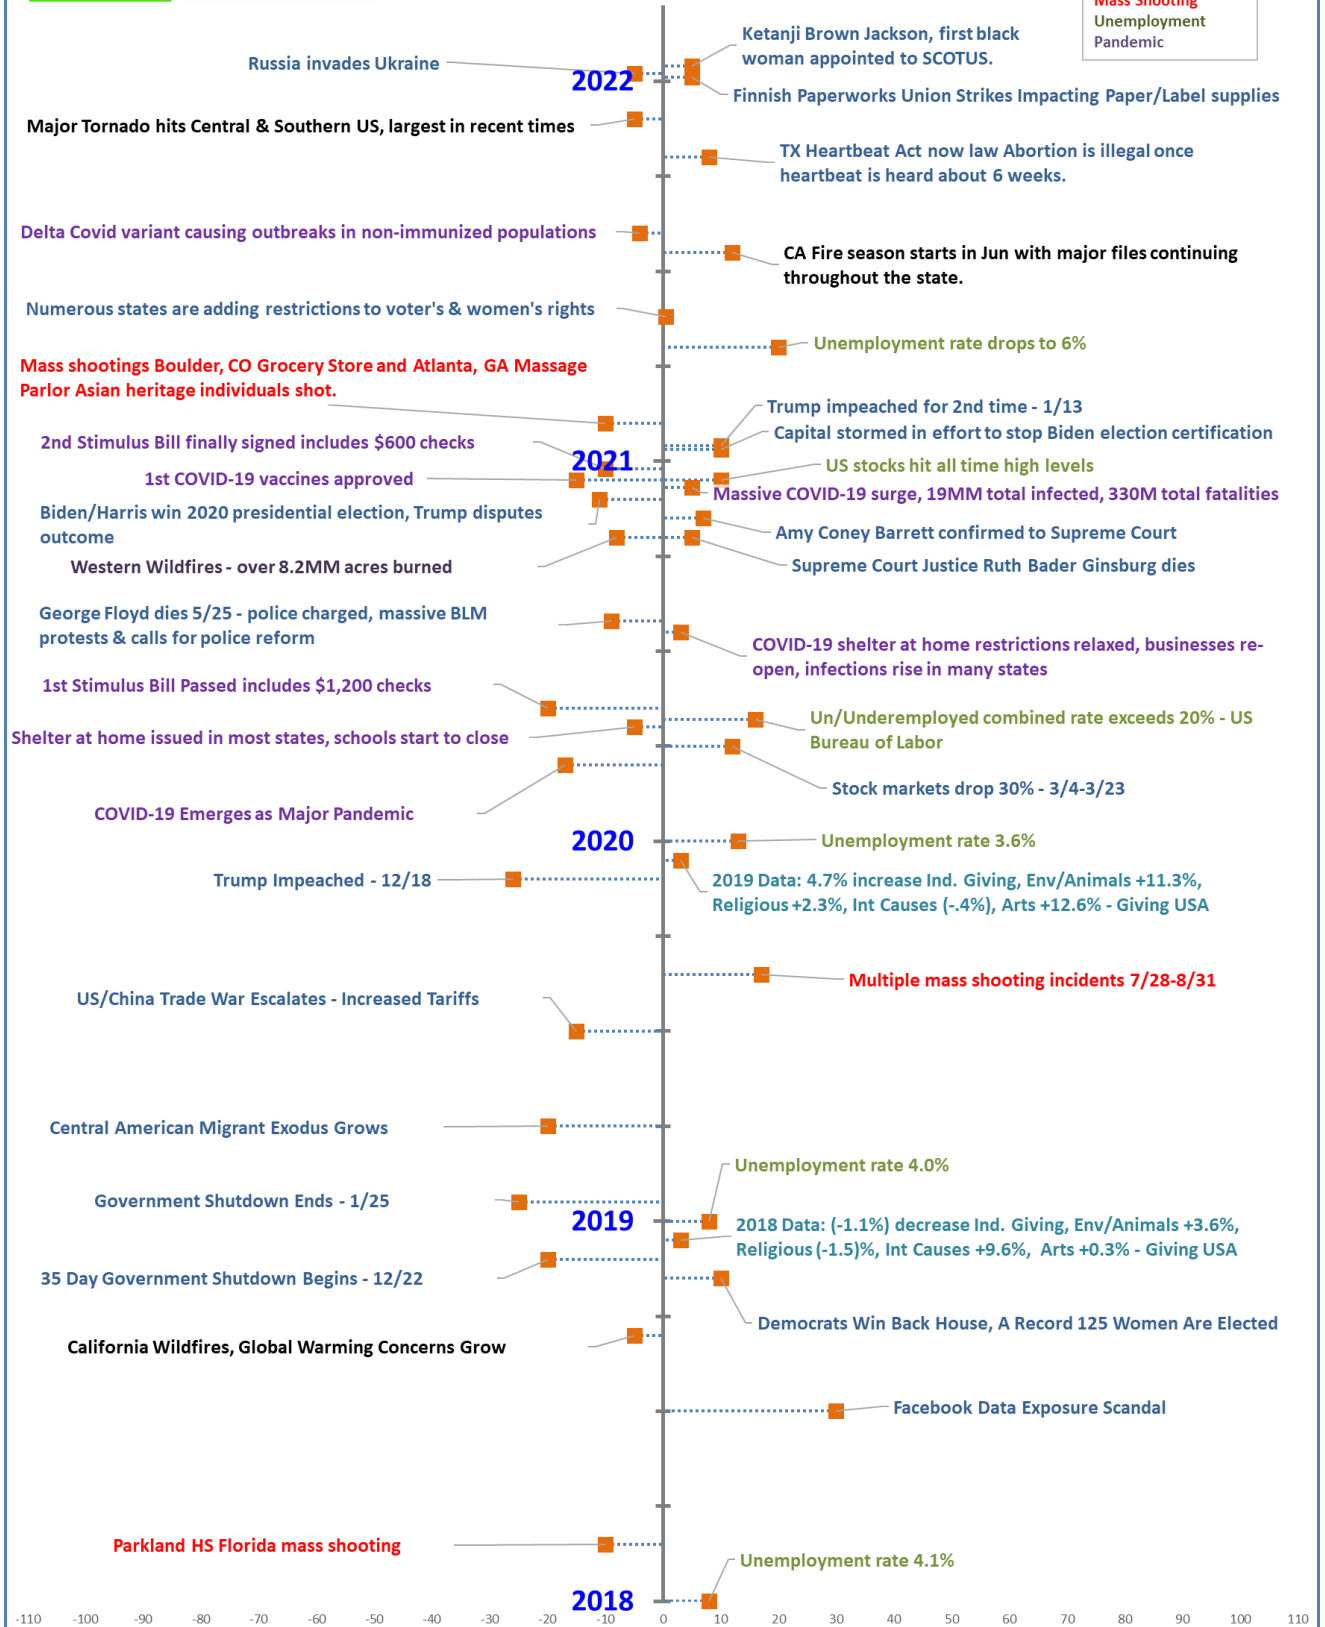 Mass Shooting
Unemployment
Pandemic
Ketanji Brown Jackson, first black
woman appointed to SCOTUS.
Russia invades Ukraine
2022
Finnish Paperworks Union Strikes Impacting Paper/Label supplies
Major Tornado hits Central & Southern US, largest in recent times
TX Heartbeat Act now law Abortion is illegal once
heartbeat is heard about 6 weeks.
Delta Covid variant causing outbreaks in non-immunized populations
CA Fire season starts in Jun with major files continuing
throughout the state.
Numerous states are adding restrictions to voter's & women's rights
Unemployment rate drops to 6%
Mass shootings Boulder, CO Grocery Store and Atlanta, GA Massage
Parlor Asian heritage individuals shot.
Trump impeached for 2nd time - 1/13
Capital stormed in effort to stop Biden election certification
2nd Stimulus Bill finally signed includes $600 checks
2021
US stocks hit all time high levels
1st COVID-19 vaccines approved
Massive COVID-19 surge, 19MM total infected, 330M total fatalities
Biden/Harris win 2020 presidential election, Trump disputes
outcome
Amy Coney Barrett confirmed to Supreme Court
Western Wildfires - over 8.2MM acres burned
Supreme Court Justice Ruth Bader Ginsburg dies
George Floyd dies 5/25 - police charged, massive BLM
protests & calls for police reform
COVID-19 shelter at home restrictions relaxed, businesses re-
open, infections rise in many states
1st Stimulus Bill Passed includes $1,200 checks
Un/Underemployed combined rate exceeds 20% - US
Bureau of Labor
Shelter at home issued in most states, schools start to close
Stock markets drop 30% - 3/4-3/23
COVID-19 Emerges as Major Pandemic
2020
Unemployment rate 3.6%
Trump Impeached - 12/18
2019 Data: 4.7% increase Ind. Giving, Env/Animals +11.3%,
Religious +2.3%, Int Causes (-.4%), Arts +12.6% - Giving USA
Multiple mass shooting incidents 7/28-8/31
US/China Trade War Escalates - Increased Tariffs
Central American Migrant Exodus Grows
Unemployment rate 4.0%
Government Shutdown Ends - 1/25
2019
2018 Data: (-1.1%) decrease Ind. Giving, Env/Animals +3.6%,
Religious (-1.5)%, Int Causes +9.6%, Arts +0.3% - Giving USA
35 Day Government Shutdown Begins - 12/22
Democrats Win Back House, A Record 125 Women Are Elected
California Wildfires, Global Warming Concerns Grow
Facebook Data Exposure Scandal
Parkland HS Florida mass shooting
Unemployment rate 4.1%
2018
-110 -100 -90 -80 -70 -60 -50 -40 -30 -20 -10 0 10 20 30 40 50 60 70 80 90 100 110